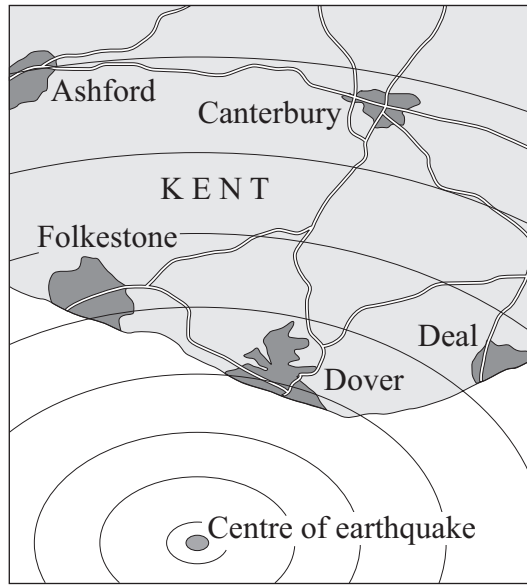 Ashford
Canterbury
K E N T
Folkestone
Deal
Dover
Centre of earthquake